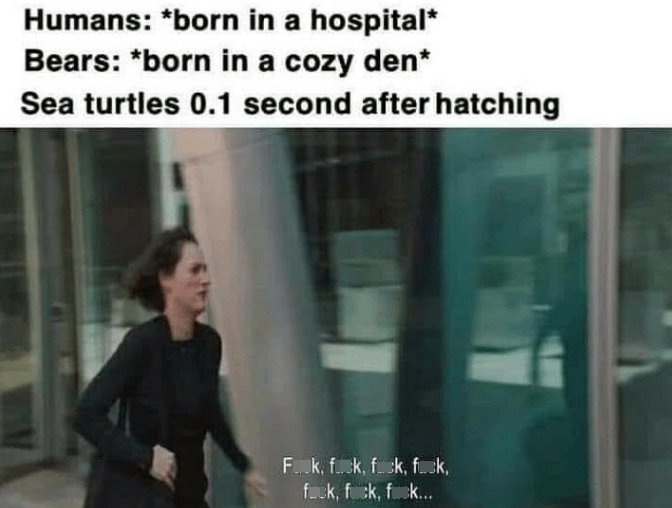 Humans: *born in a hospital*
Bears: *born in a cozy den*
Sea turtles 0.1 second after hatching
F k, f k, f k, f k,
f k, f k, f k...